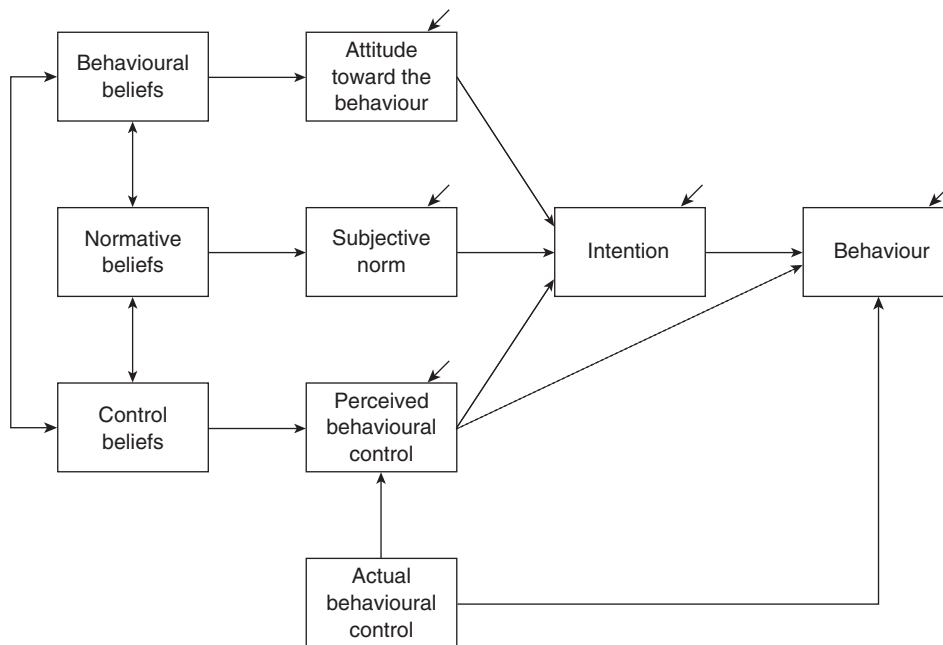 Behavioural
beliefs
Attitude
toward the
behaviour
Normative
beliefs
Subjective
norm
Intention
Behaviour
Control
beliefs
Perceived
behavioural
control
Actual
behavioural
control